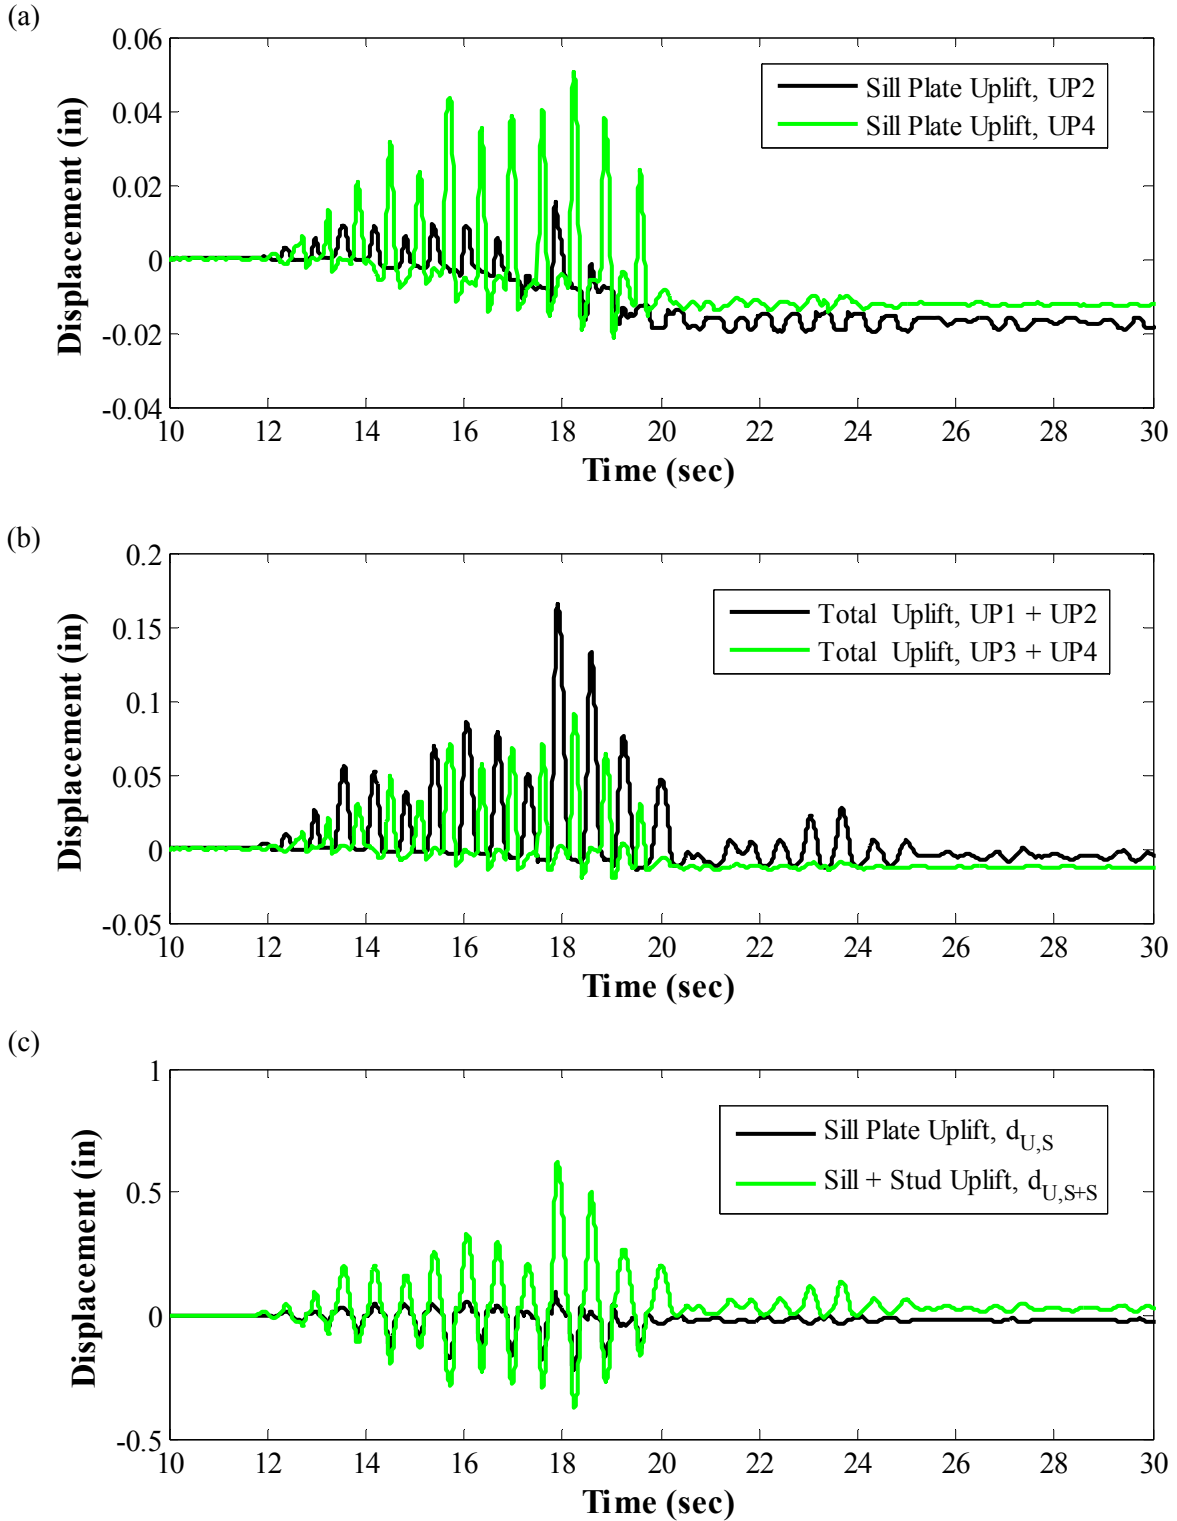 (a)
0.06
0.04
0.02
0
-0.02
-0.04
Displacement (in)
Sill Plate Uplift, UP2
Sill Plate Uplift, UP4
10 12 14 16 18 20 22 24 26 28 30
Time (sec)
(b)
0.2
0.15
0.1
0.05
0
-0.05
Displacement (in)
Total Uplift, UP1 + UP2
Total Uplift, UP3 + UP4
10 12 14 16 18 20 22 24 26 28 30
Time (sec)
(c)
1
0.5
0
-0.5
Displacement (in)
Sill Plate Uplift, dU,S
Sill + Stud Uplift, dU,S+S
10 12 14 16 18 20 22 24 26 28 30
Time (sec)